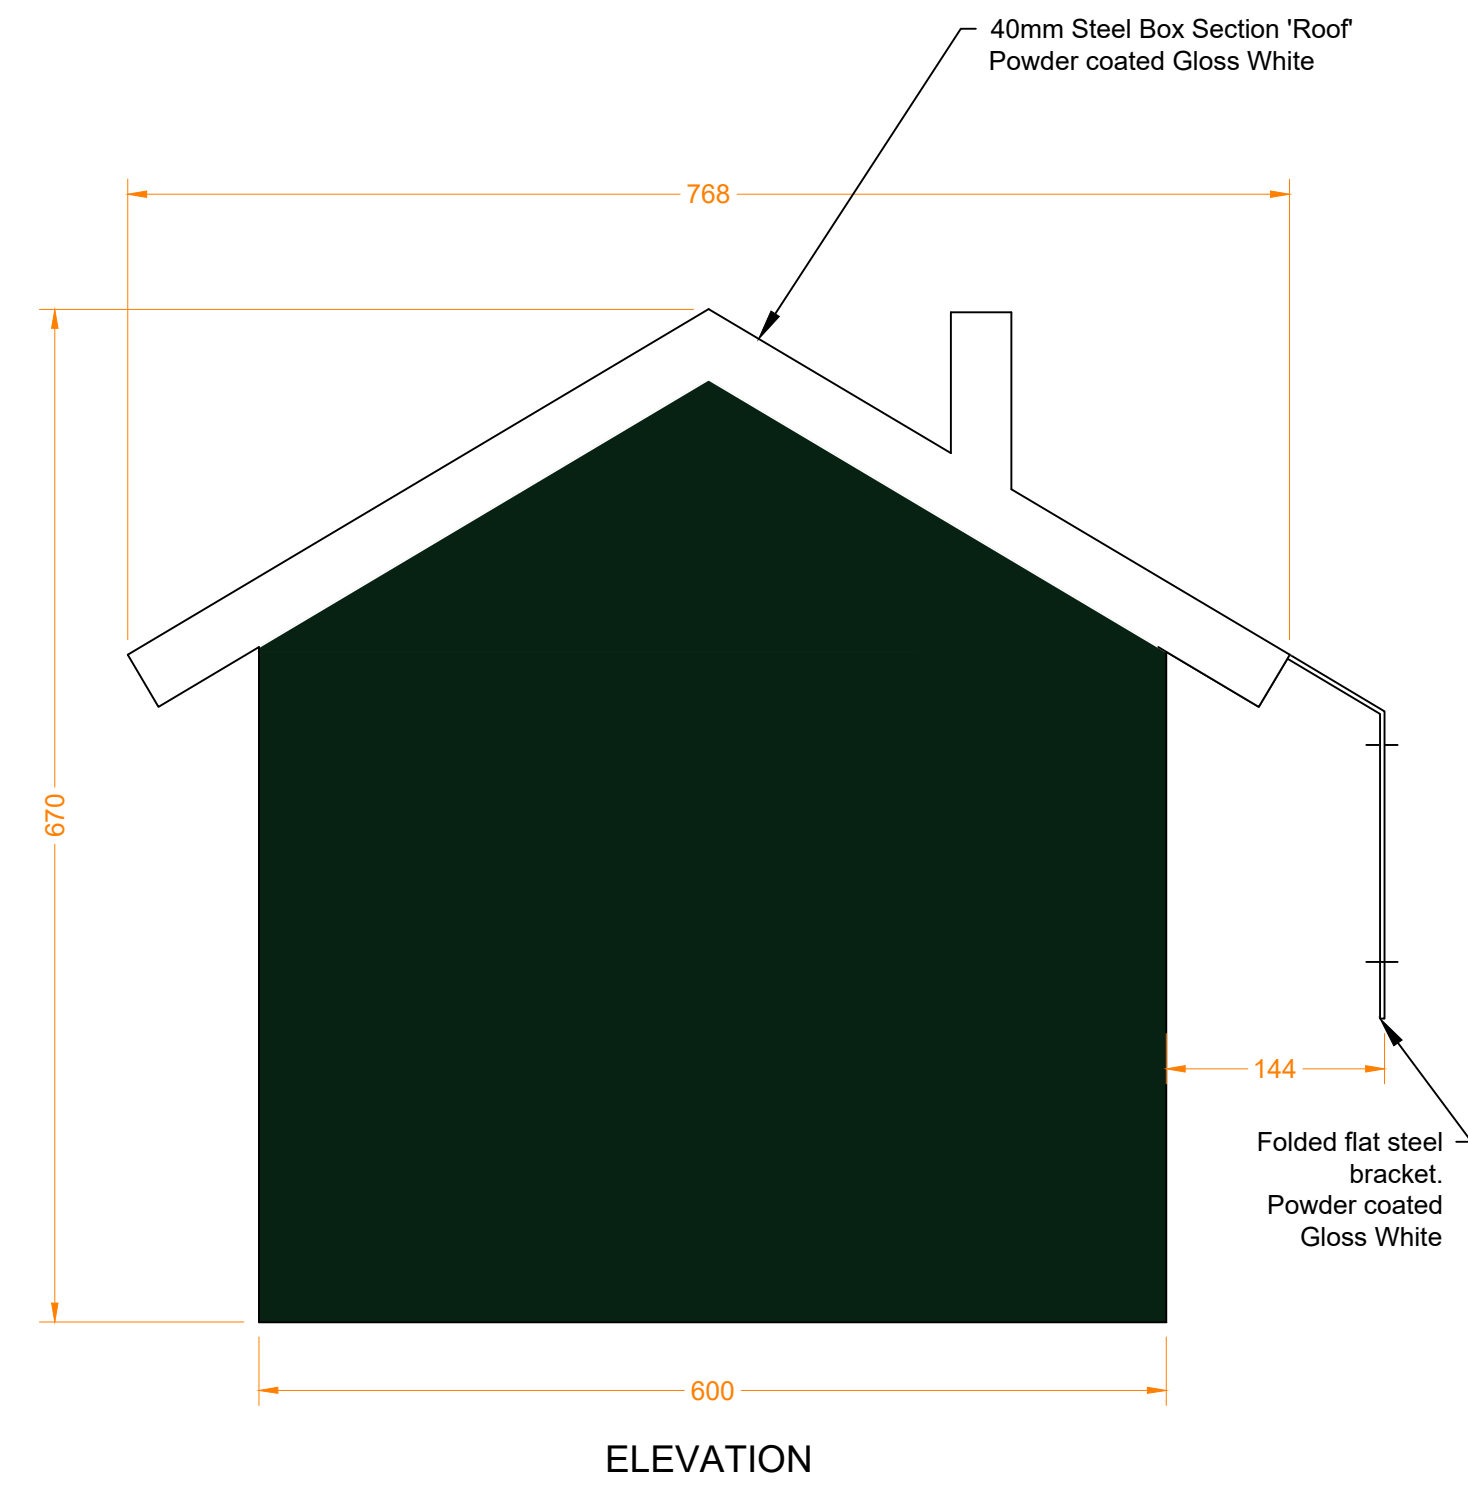 40mm Steel Box Section 'Roof'
Powder coated Gloss White
768
670
144
Folded flat steel
bracket.
Powder coated
Gloss White
600
ELEVATION